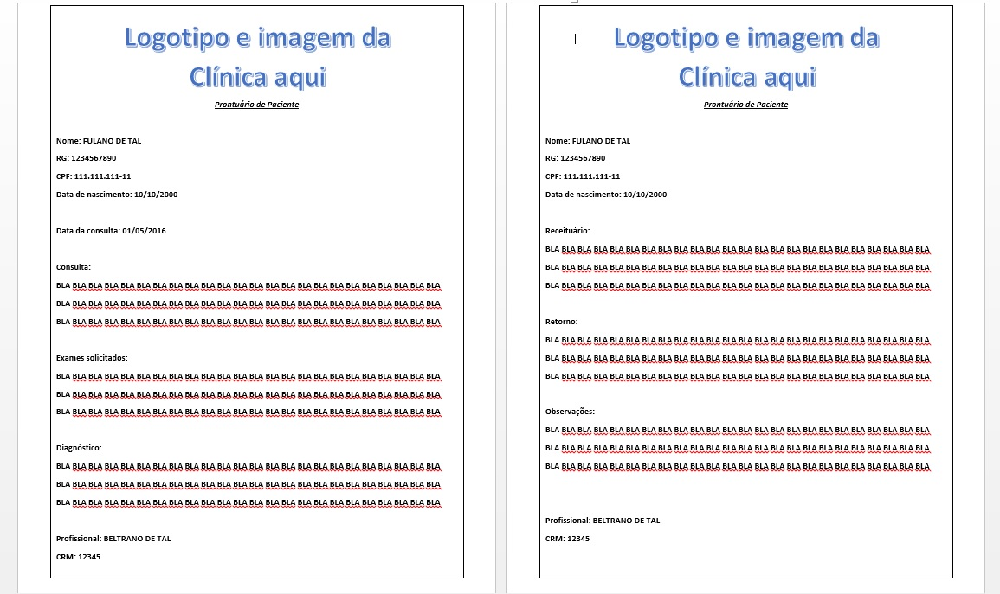 Logotipo e imagem da
Clínica aqui
Prontuário de Paciente
Nome: FULANO DE TAL
RG: 1234567890
CPF: 111.111.111-11
Data de nascimento: 10/10/2000
Data da consulta: 01/05/2016
Consulta:
BLA BLA BLA BLA BLA BLA BLA BLA BLA BLA BLA BLA BLA BLA BLA BLA BLA BLA BLA BLA BLA BLA BLA BLA
BLA BLA BLA BLA BLA BLA BLA BLA BLA BLA BLA BLA BLA BLA BLA BLA BLA BLA BLA BLA BLA BLA BLA BLA
BLA BLA BLA BLA BLA BLA BLA BLA BLA BLA BLA BLA BLA BLA BLA BLA BLA BLA BLA BLA BLA BLA BLA BLA
Exames solicitados:
BLA BLA BLA BLA BLA BLA BLA BLA BLA BLA BLA BLA BLA BLA BLA BLA BLA BLA BLA BLA BLA BLA BLA BLA
BLA BLA BLA BLA BLA BLA BLA BLA BLA BLA BLA BLA BLA BLA BLA BLA BLA BLA BLA BLA BLA BLA BLA BLA
BLA BLA BLA BLA BLA BLA BLA BLA BLA BLA BLA BLA BLA BLA BLA BLA BLA BLA BLA BLA BLA BLA BLA BLA
Diagnóstico:
BLA BLA BLA BLA BLA BLA BLA BLA BLA BLA BLA BLA BLA BLA BLA BLA BLA BLA BLA BLA BLA BLA BLA BLA
BLA BLA BLA BLA BLA BLA BLA BLA BLA BLA BLA BLA BLA BLA BLA BLA BLA BLA BLA BLA BLA BLA BLA BLA
BLA BLA BLA BLA BLA BLA BLA BLA BLA BLA BLA BLA BLA BLA BLA BLA BLA BLA BLA BLA BLA BLA BLA BLA
Profissional: BELTRANO DE TAL
CRM: 12345
Logotipo e imagem da
Clínica aqui
Prontuário de Paciente
Nome: FULANO DE TAL
RG: 1234567890
CPF: 111.111.111-11
Data de nascimento: 10/10/2000
Receituário:
BLA BLA BLA BLA BLA BLA BLA BLA BLA BLA BLA BLA BLA BLA BLA BLA BLA BLA BLA BLA BLA BLA BLA BLA
BLA BLA BLA BLA BLA BLA BLA BLA BLA BLA BLA BLA BLA BLA BLA BLA BLA BLA BLA BLA BLA BLA BLA BLA
BLA BLA BLA BLA BLA BLA BLA BLA BLA BLA BLA BLA BLA BLA BLA BLA BLA BLA BLA BLA BLA BLA BLA BLA
Retorno:
BLA BLA BLA BLA BLA BLA BLA BLA BLA BLA BLA BLA BLA BLA BLA BLA BLA BLA BLA BLA BLA BLA BLA BLA
BLA BLA BLA BLA BLA BLA BLA BLA BLA BLA BLA BLA BLA BLA BLA BLA BLA BLA BLA BLA BLA BLA BLA BLA
BLA BLA BLA BLA BLA BLA BLA BLA BLA BLA BLA BLA BLA BLA BLA BLA BLA BLA BLA BLA BLA BLA BLA BLA
Observações:
BLA BLA BLA BLA BLA BLA BLA BLA BLA BLA BLA BLA BLA BLA BLA BLA BLA BLA BLA BLA BLA BLA BLA BLA
BLA BLA BLA BLA BLA BLA BLA BLA BLA BLA BLA BLA BLA BLA BLA BLA BLA BLA BLA BLA BLA BLA BLA BLA
BLA BLA BLA BLA BLA BLA BLA BLA BLA BLA BLA BLA BLA BLA BLA BLA BLA BLA BLA BLA BLA BLA BLA BLA
Profissional: BELTRANO DE TAL
CRM: 12345